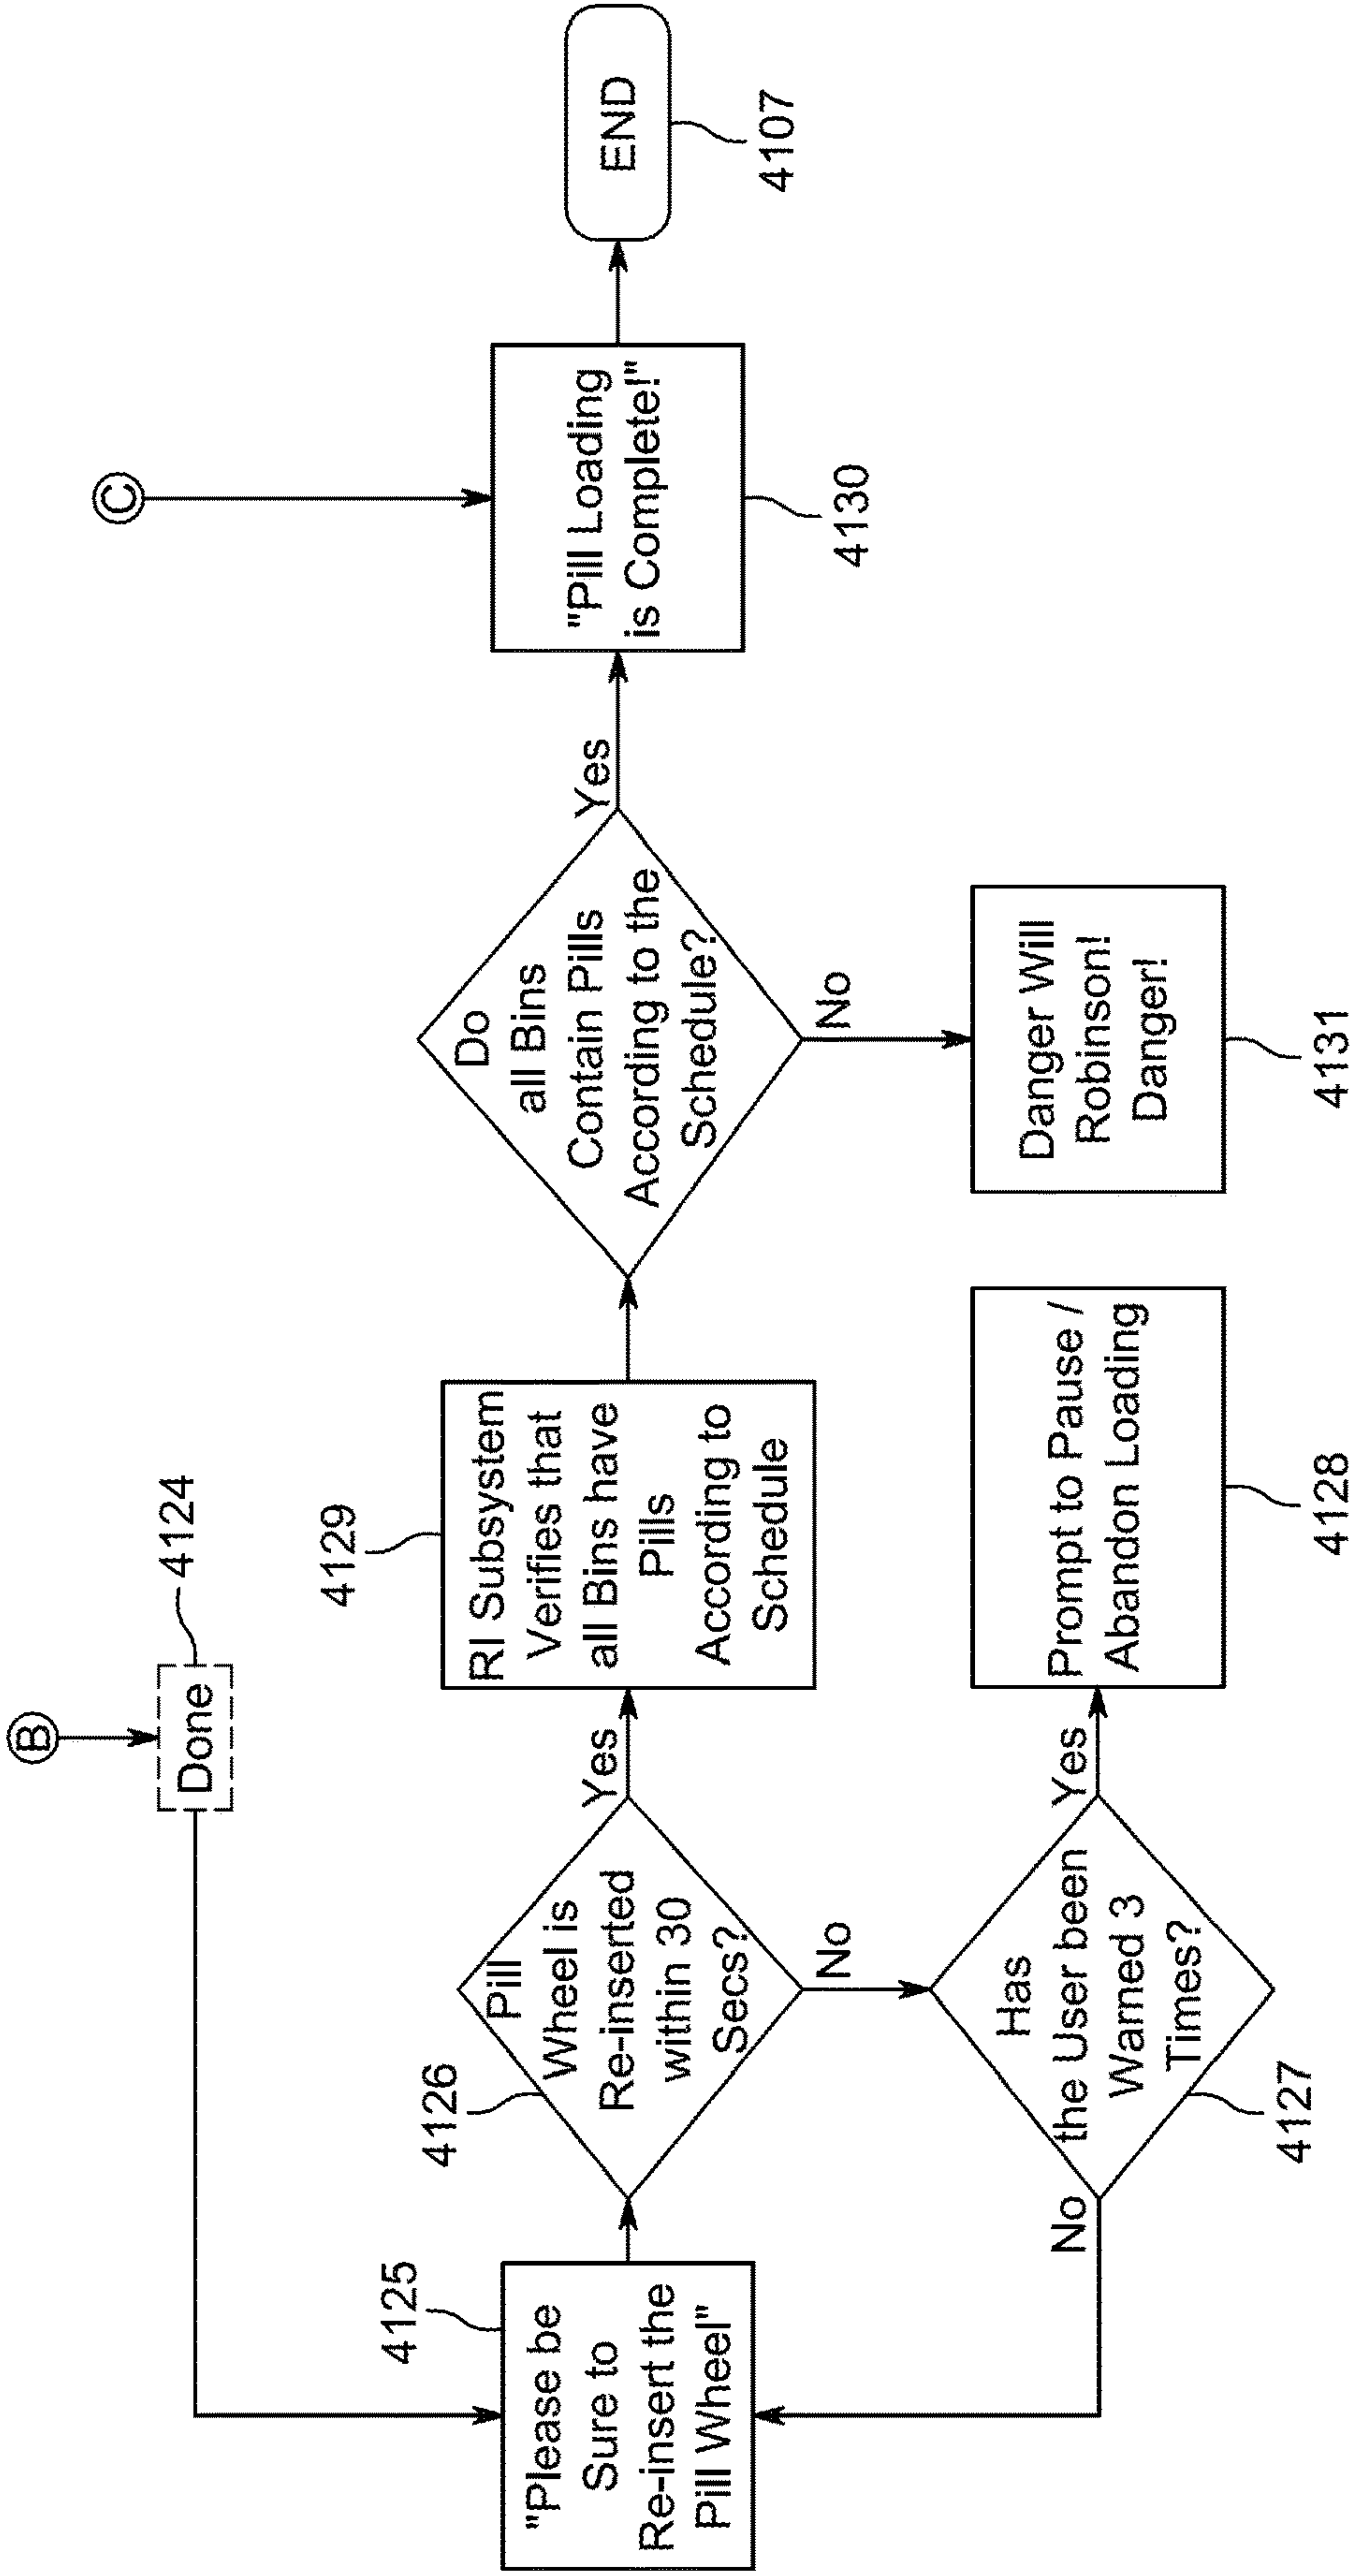 B
Done
4124
C
4125
"Please be
Sure to
Re-insert the
Pill Wheel"
4126
Pill
Wheel is
Re-inserted
within 30
Secs?
Yes
No
4129
RI Subsystem
Verifies that
all Bins have
Pills
According to
Schedule
Do
all Bins
Contain Pills
According to the
Schedule?
Yes
No
"Pill Loading
is Complete!"
4130
END
4107
Has
the User been
Warned 3
Times?
No
Yes
4127
Prompt to Pause /
Abandon Loading
4128
Danger Will
Robinson!
Danger!
4131